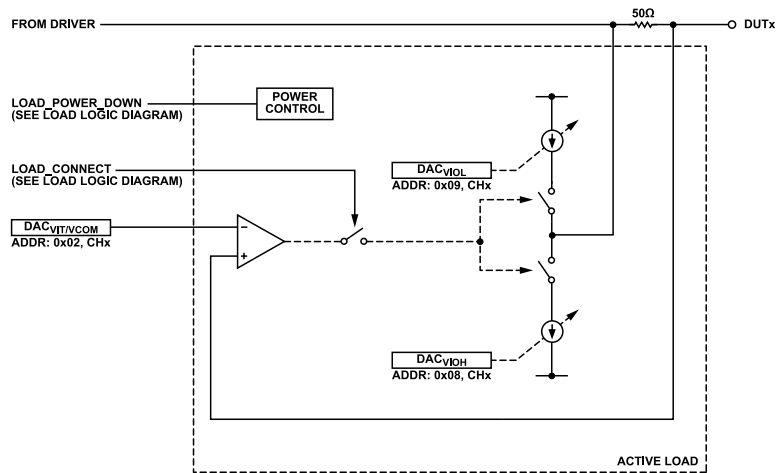 50Ω
FROM DRIVER
DUTx
LOAD_POWER_DOWN
(SEE LOAD LOGIC DIAGRAM)
POWER
CONTROL
LOAD_CONNECT
(SEE LOAD LOGIC DIAGRAM)
DACVIOL
ADDR: 0x09, CHx
DACVIT/VCOM
ADDR: 0x02, CHx
−
+
DACVIOH
ADDR: 0x08, CHx
ACTIVE LOAD